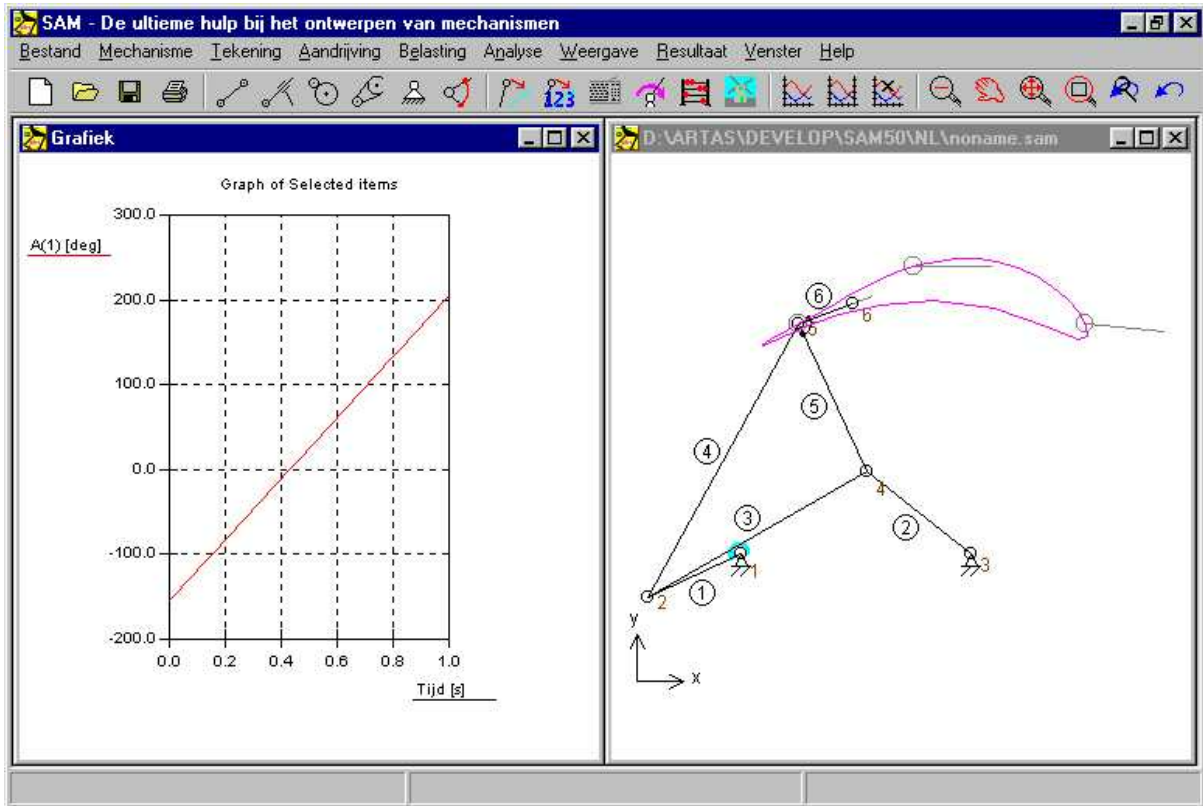 SAM - De ultieme hulp bij het ontwerpen van mechanismen
Bestand Mechanisme Tekening Aandrijving Belasting Analyse Weergave Resultaat Venster Help
123
Grafiek
Graph of Selected items
A(1) [deg]
300.0
200.0
100.0
0.0
-100.0
-200.0
0.0 0.2 0.4 0.6 0.8 1.0
Tijd [s]
D:\ARTAS\DEVELOP\SAM50\NL\noname.sam
6
6
5
5
4
4
3
2
1
3
1
2
y
x